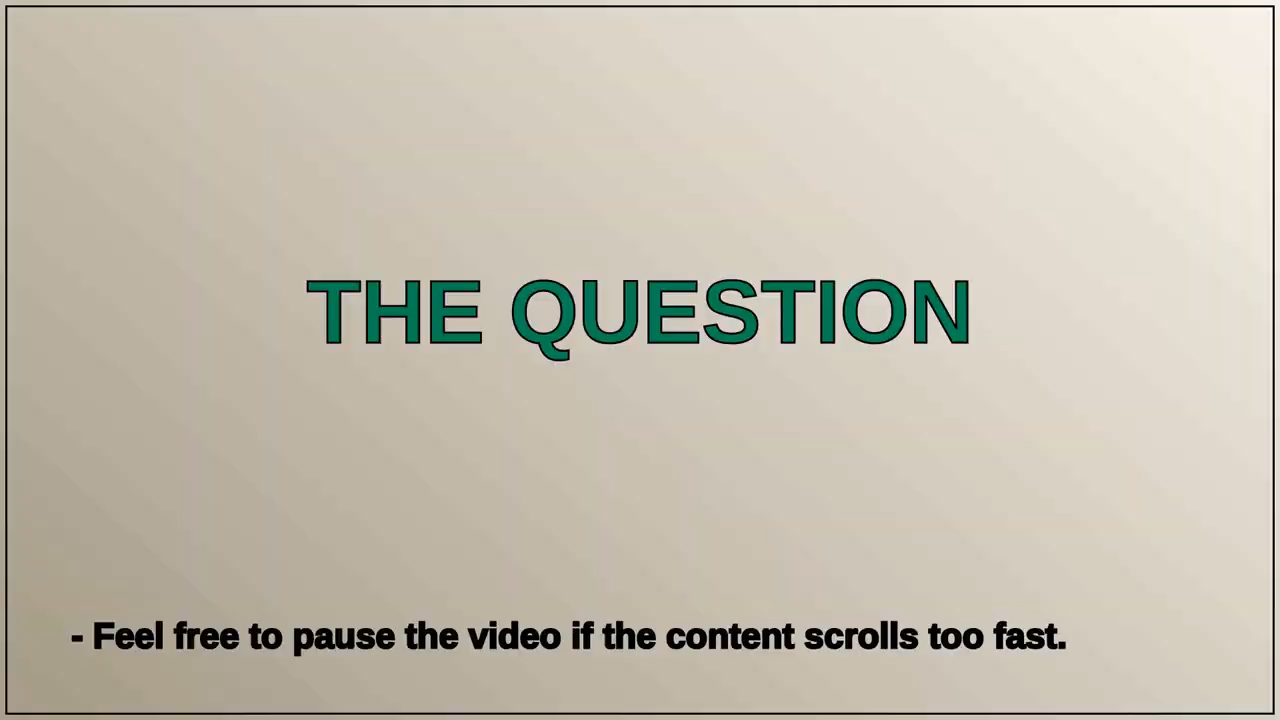 THE QUESTION
- Feel free to pause the video if the content scrolls too fast.